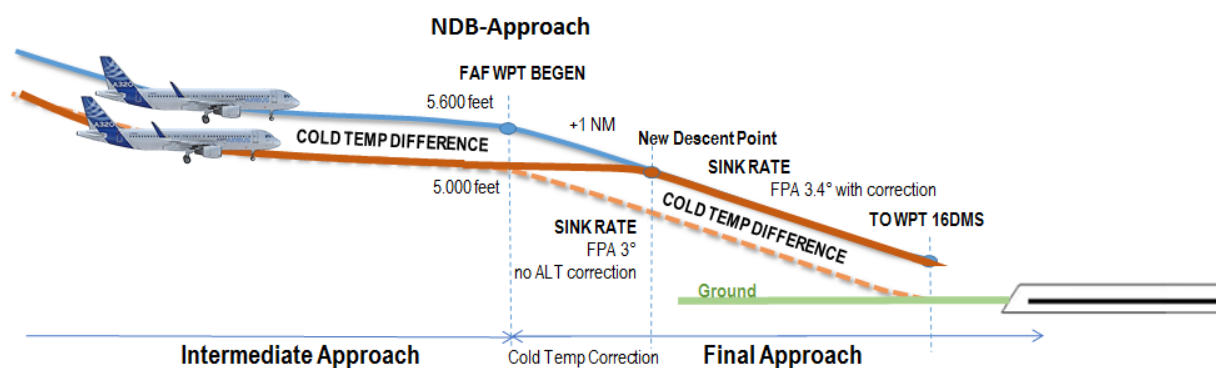 NDB-Approach
FAF WPT BEGEN
5.600 feet
+1 NM
New Descent Point
COLD TEMP DIFFERENCE
SINK RATE
5.000 feet
FPA 3.4° with correction
COLD TEMP DIFFERENCE
TO WPT 16DMS
SINK RATE
FPA 3°
no ALT correction
Ground
Intermediate Approach
Cold Temp Correction
Final Approach